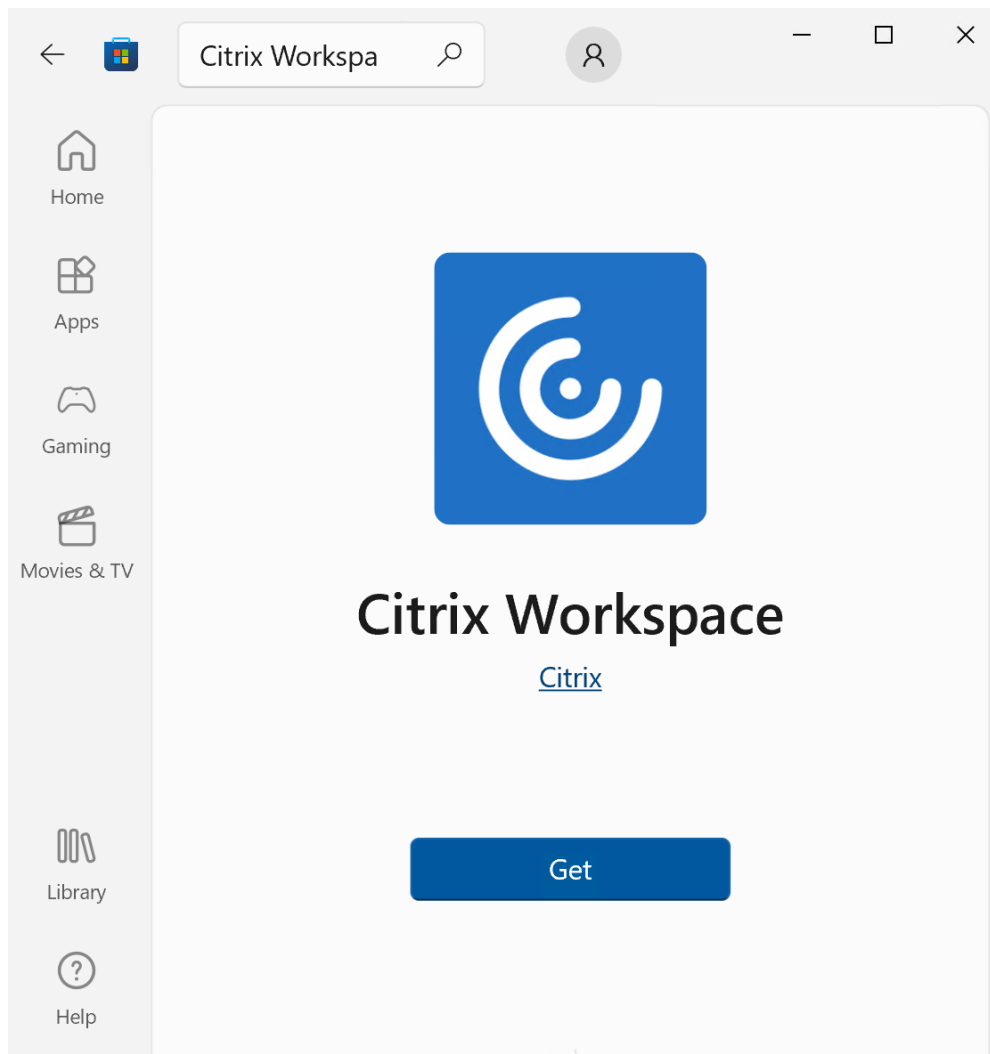 Citrix Workspa
Home
Apps
Gaming
Movies & TV
Citrix Workspace
Citrix
Get
Library
Help